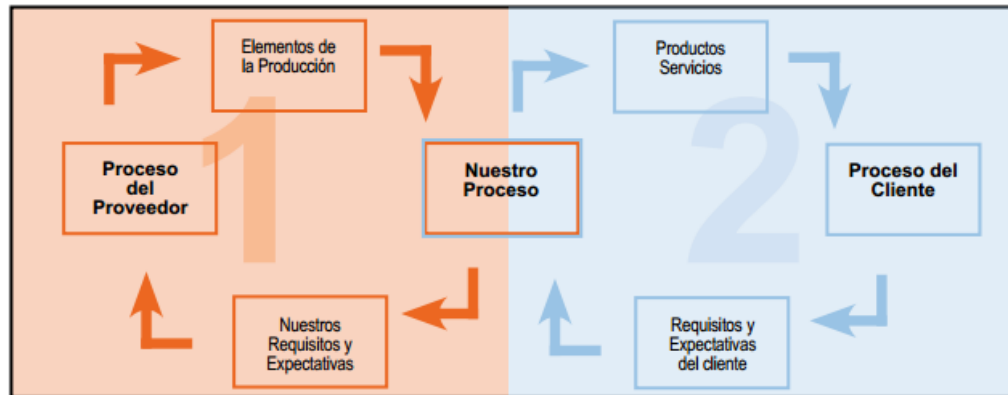 1
Elementos de
la Producción
Proceso
del
Proveedor
Nuestro
Proceso
Nuestros
Requisitos y
Expectativas
2
Productos
Servicios
Proceso del
Cliente
Requisitos y
Expectativas
del cliente